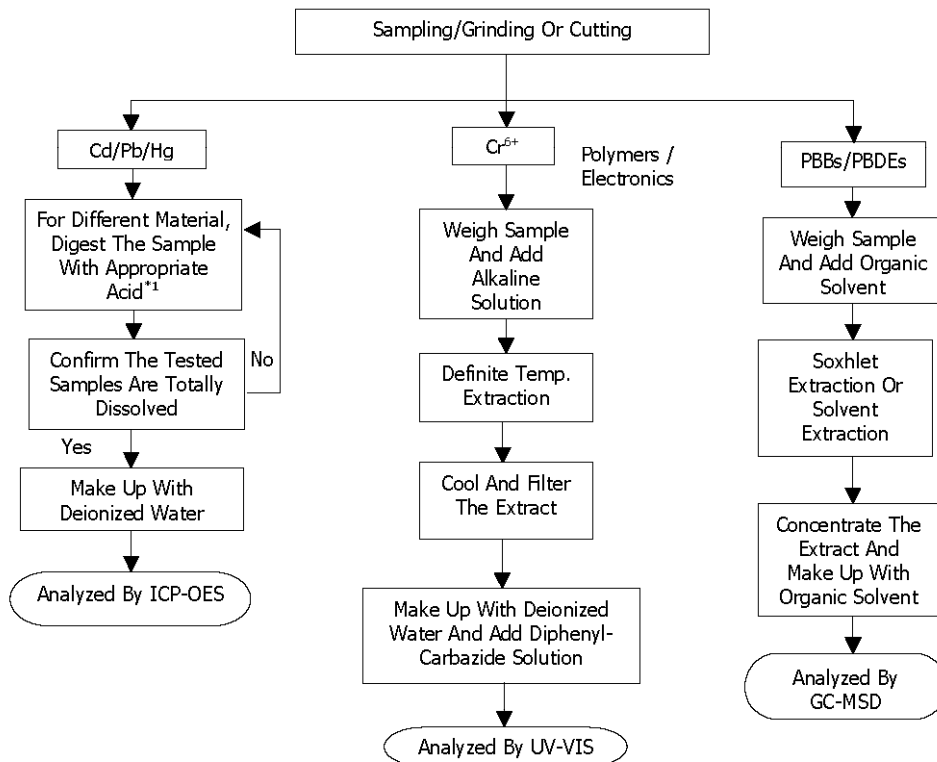 Sampling/Grinding Or Cutting
Cd/Pb/Hg
For Different Material,
Digest The Sample
With Appropriate
Acid*1
Confirm The Tested
Samples Are Totally
Dissolved
No
Yes
Make Up With
Deionized Water
Analyzed By ICP-OES
Cr6+
Polymers /
Electronics
Weigh Sample
And Add
Alkaline
Solution
Definite Temp.
Extraction
Cool And Filter
The Extract
Make Up With Deionized
Water And Add Diphenyl-
Carbazide Solution
Analyzed By UV-VIS
PBBs/PBDEs
Weigh Sample
And Add Organic
Solvent
Soxhlet
Extraction Or
Solvent
Extraction
Concentrate The
Extract And
Make Up With
Organic Solvent
Analyzed By
GC-MSD